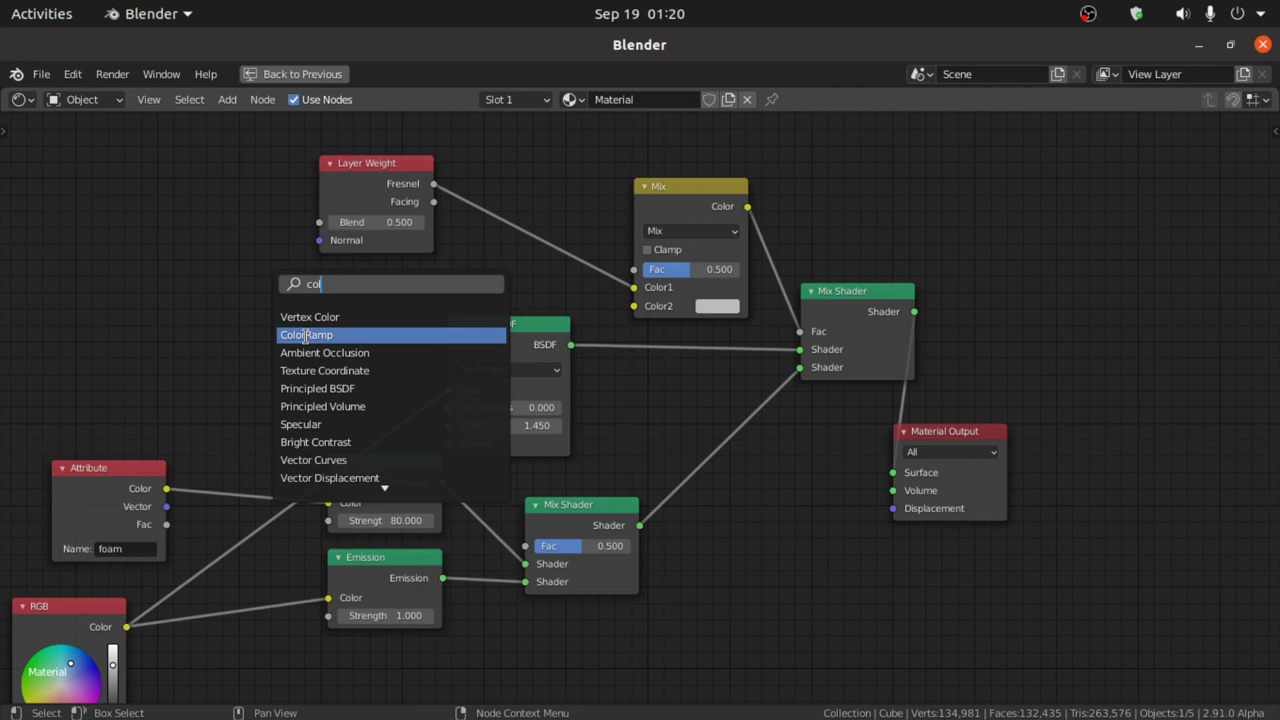 Activities
Blender
Sep 19 01:20
Blender
File Edit Render Window Help
Back to Previous
Scene
View Layer
Object
View Select Add Node
Use Nodes
Slot 1
Material
Layer Weight
Fresnel
Facing
Blend 0.500
Normal
Mix
Color
Mix
Clamp
Fac 0.500
Color1
Color2
Mix Shader
Shader
Fac
Shader
Shader
col
Vertex Color
ColorRamp
Ambient Occlusion
Texture Coordinate
Principled BSDF
Principled Volume
Specular
Bright Contrast
Vector Curves
Vector Displacement
BSDF
0.000
1.450
Material Output
All
Surface
Volume
Displacement
Attribute
Color
Vector
Fac
Name: foam
Color
Strengt 80.000
Mix Shader
Shader
Fac 0.500
Shader
Shader
Emission
Emission
Color
Strength 1.000
RGB
Color
Material
Select
Box Select
Pan View
Node Context Menu
Collection | Cube | Verts:134,981 | Faces:132,435 | Tris:263,576 | Objects:1/5 | 2.91.0 Alpha